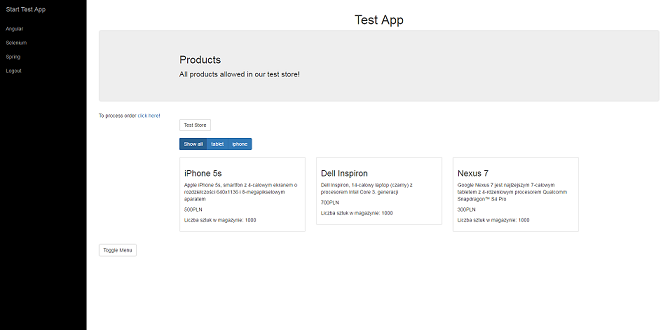 Start Test App
Angular
Selenium
Spring
Logout
Test App
Products
All products allowed in our test store!
To process order click here!
Test Store
Show all tablet iphone
iPhone 5s
Apple iPhone 5s, smartfon z 4-calowym ekranem o
rozdzielczości 640x1136 i 8-megapikselowym
aparatem
500PLN
Liczba sztuk w magazynie: 1000
Dell Inspiron
Dell Inspiron, 14-calowy laptop (czarny) z
procesorem Intel Core 3. generacji
700PLN
Liczba sztuk w magazynie: 1000
Nexus 7
Google Nexus 7 jest najlżejszym 7-calowym
tabletem z 4-rdzeniowym procesorem Qualcomm
Snapdragon™ S4 Pro
300PLN
Liczba sztuk w magazynie: 1000
Toggle Menu